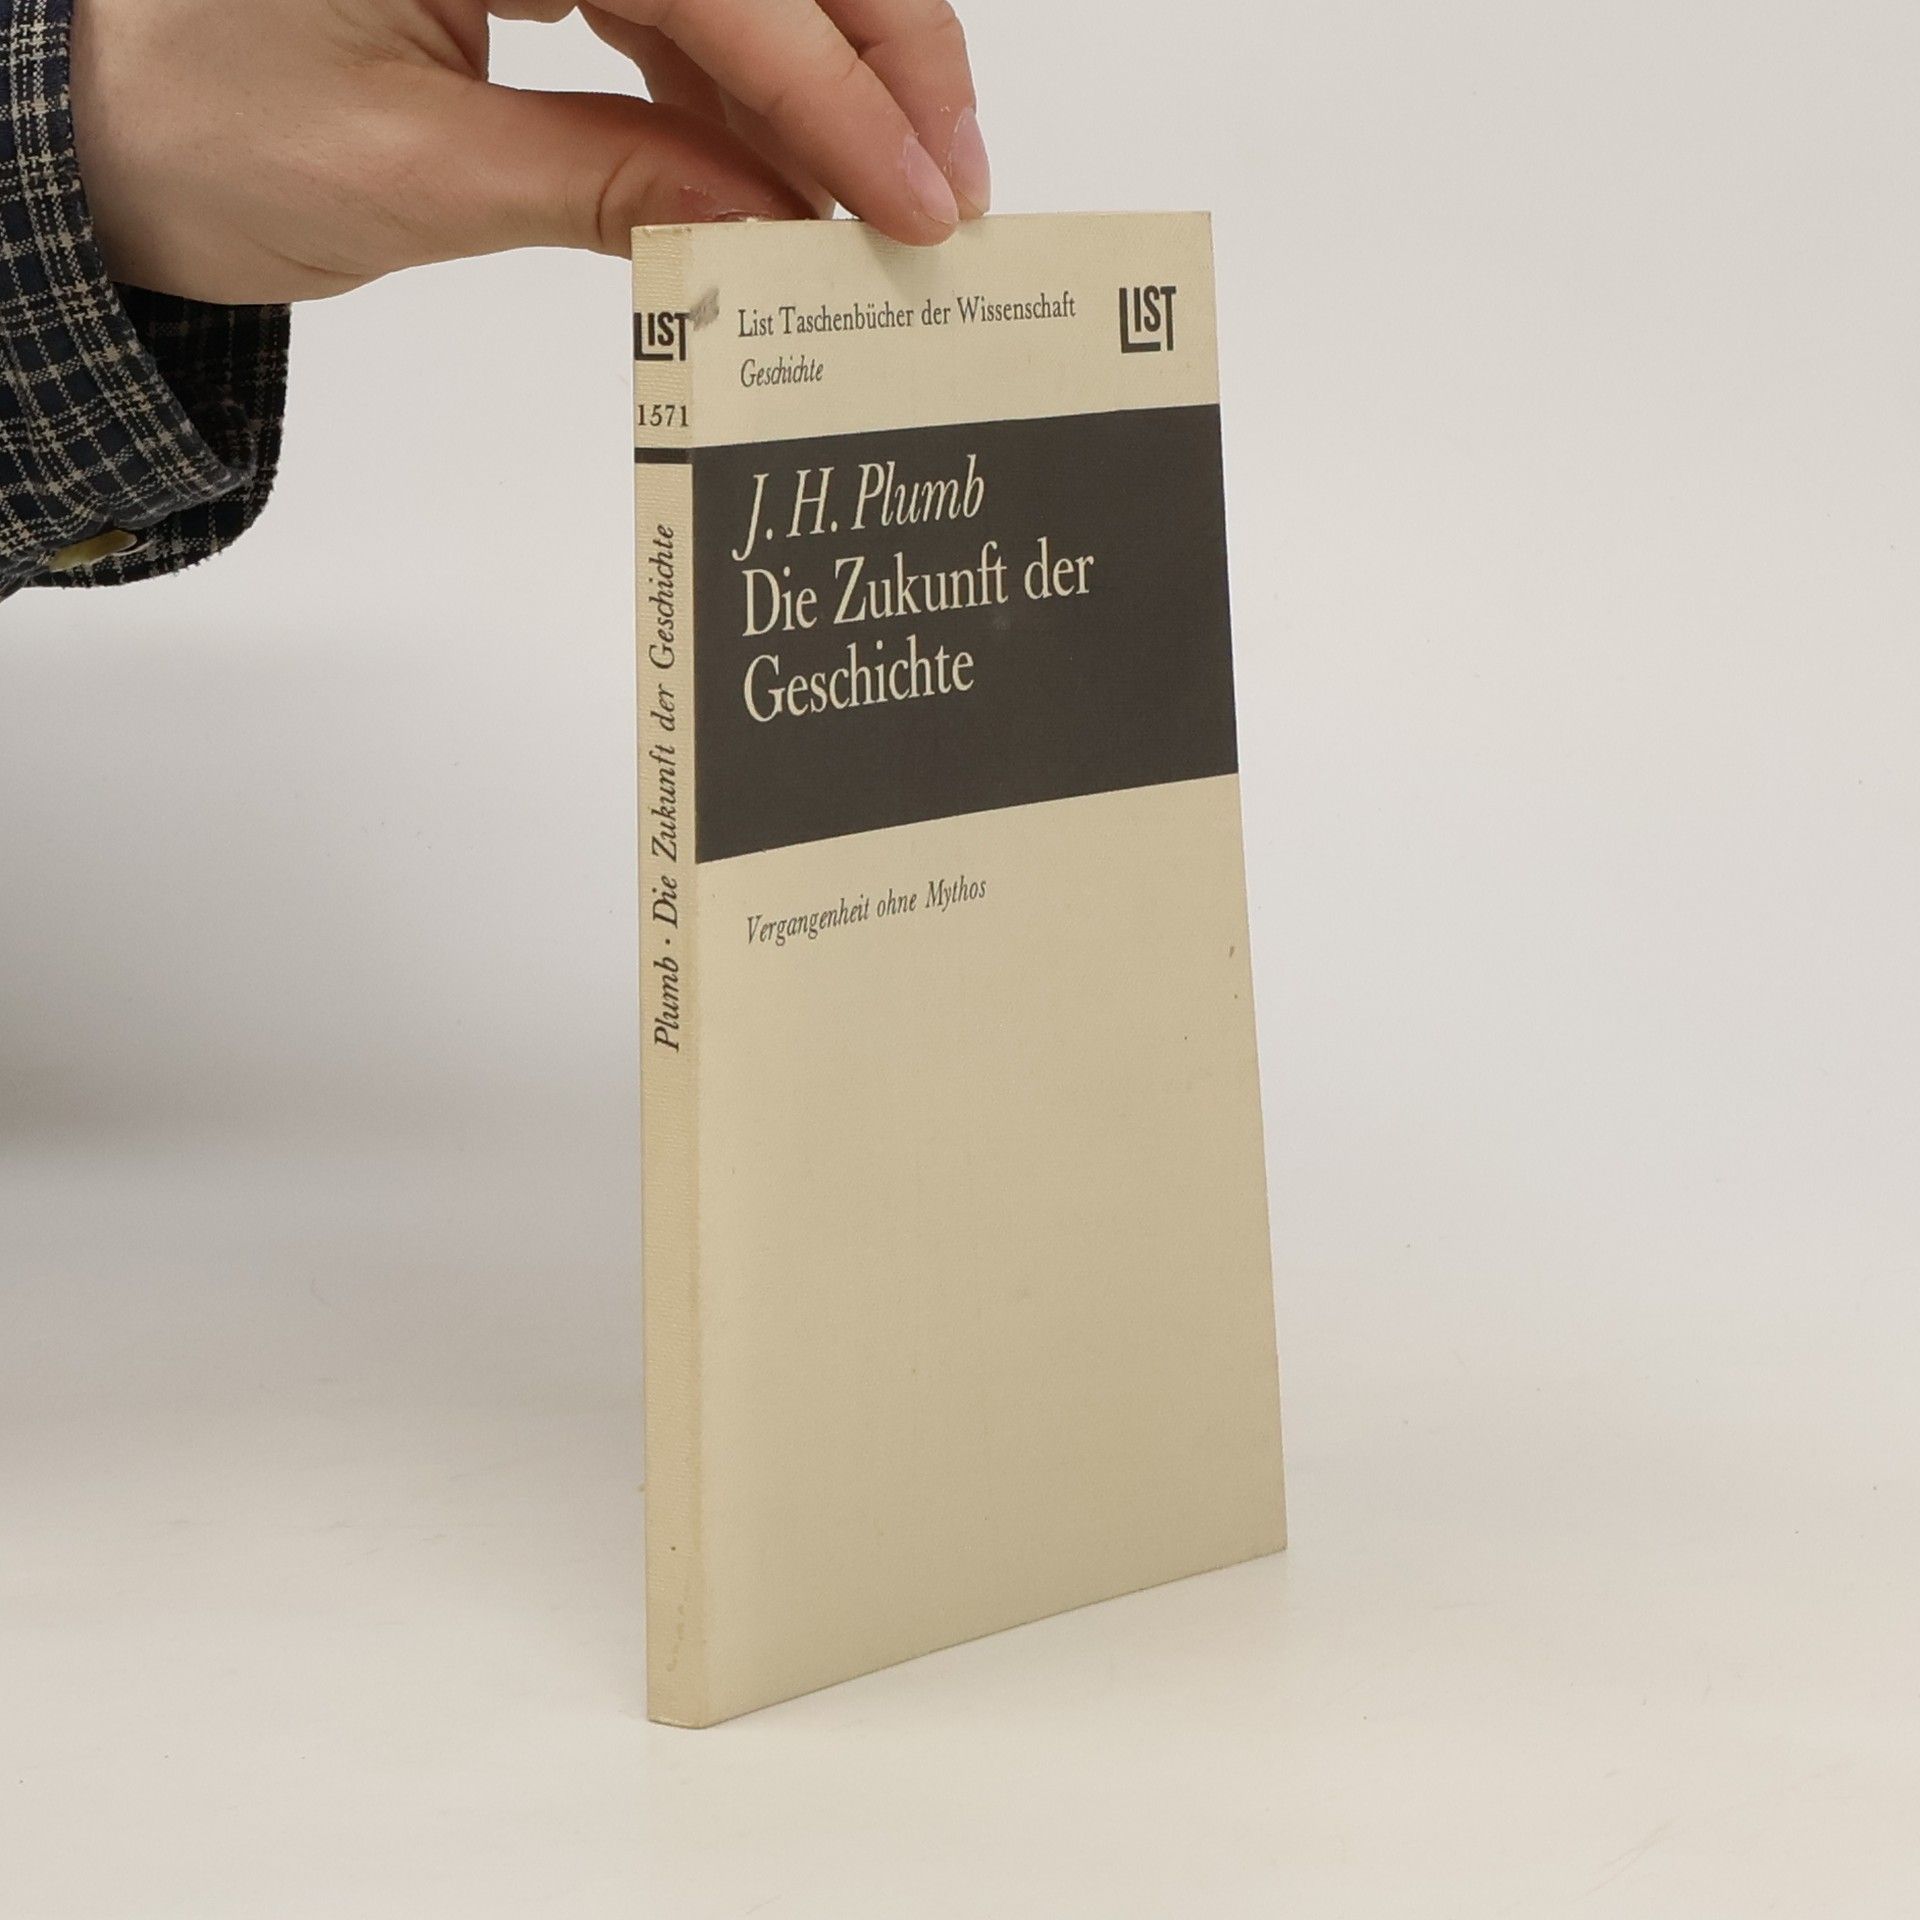 LIST
1571
Plumb · Die Zukunft der Geschichte
List Taschenbücher der Wissenschaft
Geschichte
LIST
J. H. Plumb
Die Zukunft der
Geschichte
Vergangenheit ohne Mythos